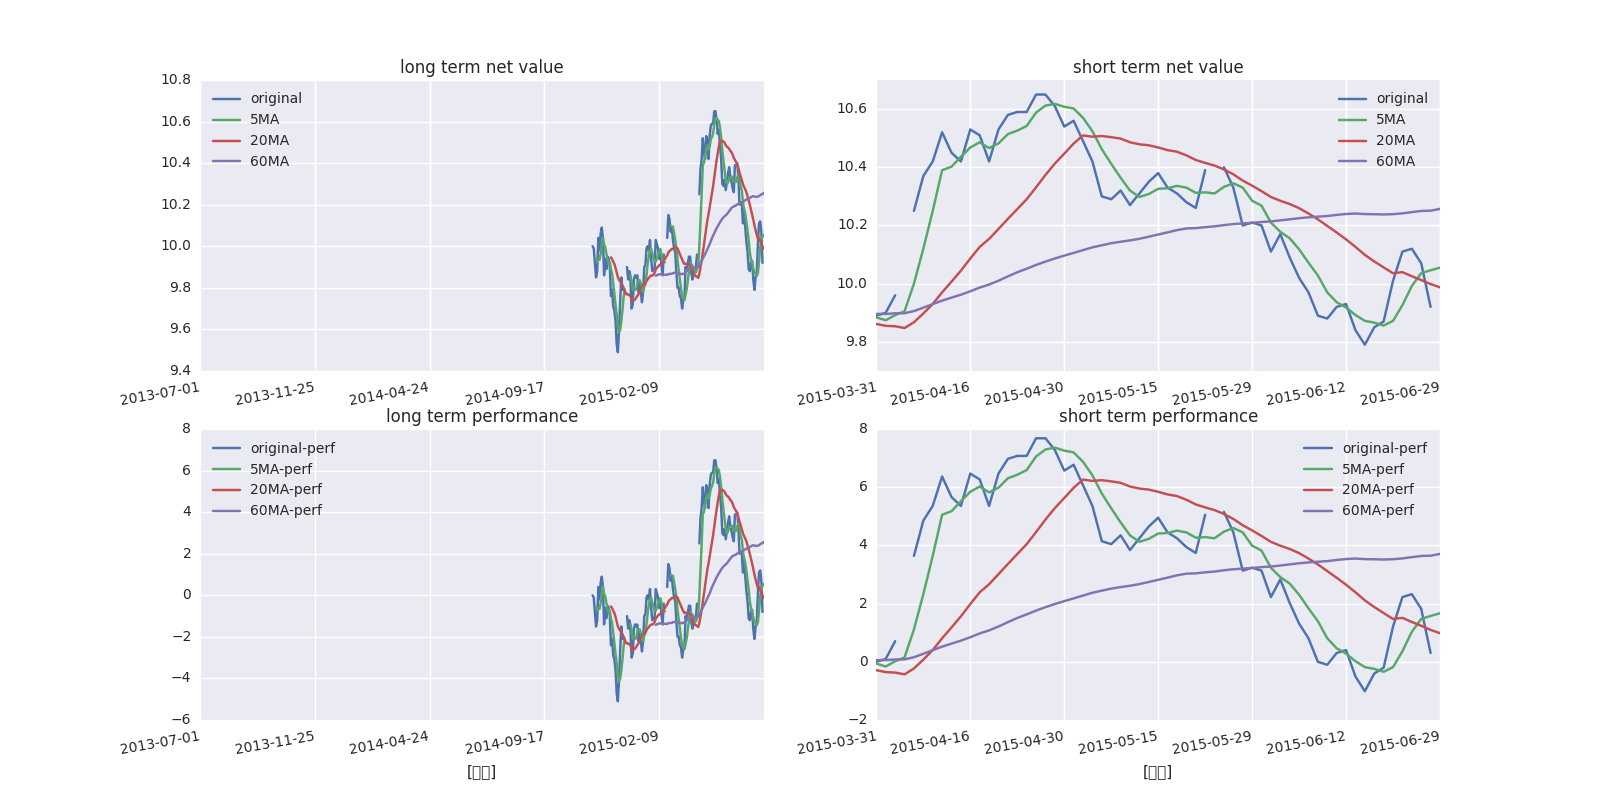 long term net value
10.8
10.6
10.4
10.2
10.0
9.8
9.6
9.4
original
5MA
20MA
60MA
2013-07-01
2013-11-25
2014-04-24
2014-09-17
2015-02-09
short term net value
10.6
10.4
10.2
10.0
9.8
original
5MA
20MA
60MA
2015-03-31
2015-04-16
2015-04-30
2015-05-15
2015-05-29
2015-06-12
2015-06-29
long term performance
8
6
4
2
0
−2
−4
−6
original-perf
5MA-perf
20MA-perf
60MA-perf
2013-07-01
2013-11-25
2014-04-24
2014-09-17
2015-02-09
short term performance
8
6
4
2
0
−2
original-perf
5MA-perf
20MA-perf
60MA-perf
2015-03-31
2015-04-16
2015-04-30
2015-05-15
2015-05-29
2015-06-12
2015-06-29